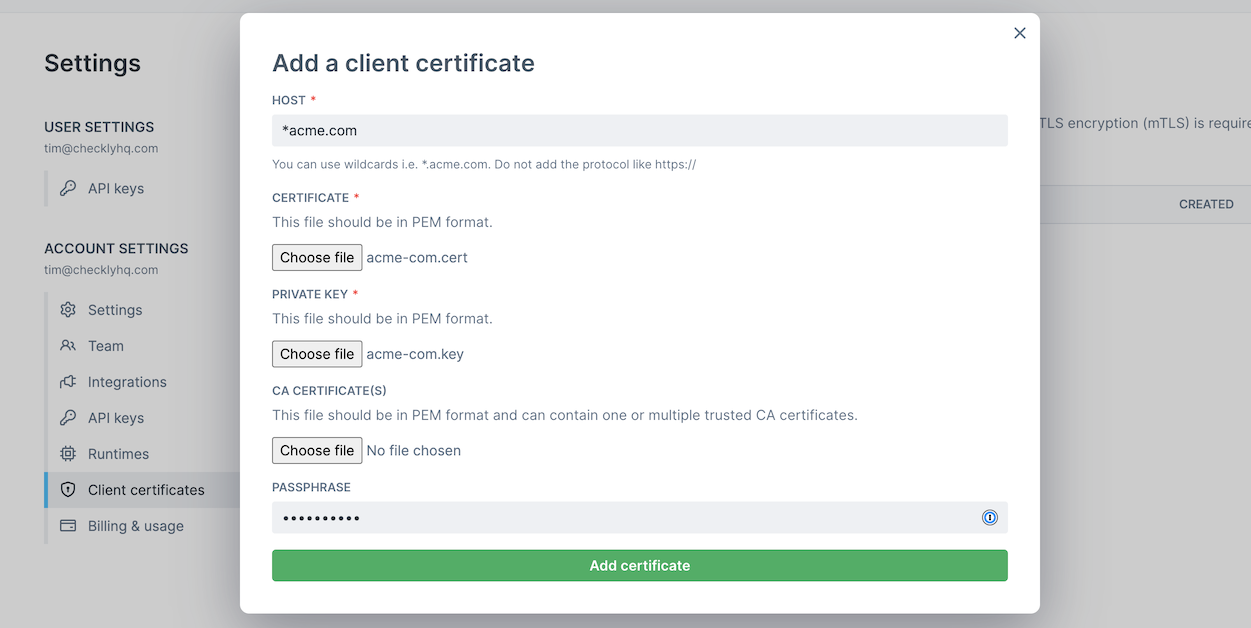 Settings
USER SETTINGS
tim@checklyhq.com
API keys
ACCOUNT SETTINGS
tim@checklyhq.com
Settings
Team
Integrations
API keys
Runtimes
Client certificates
Billing & usage
Add a client certificate
HOST *
*acme.com
You can use wildcards i.e. *.acme.com. Do not add the protocol like https://
CERTIFICATE *
This file should be in PEM format.
Choose file acme-com.cert
PRIVATE KEY *
This file should be in PEM format.
Choose file acme-com.key
CA CERTIFICATE(S)
This file should be in PEM format and can contain one or multiple trusted CA certificates.
Choose file No file chosen
PASSPHRASE
••••••••••
Add certificate
TLS encryption (mTLS) is require
CREATED